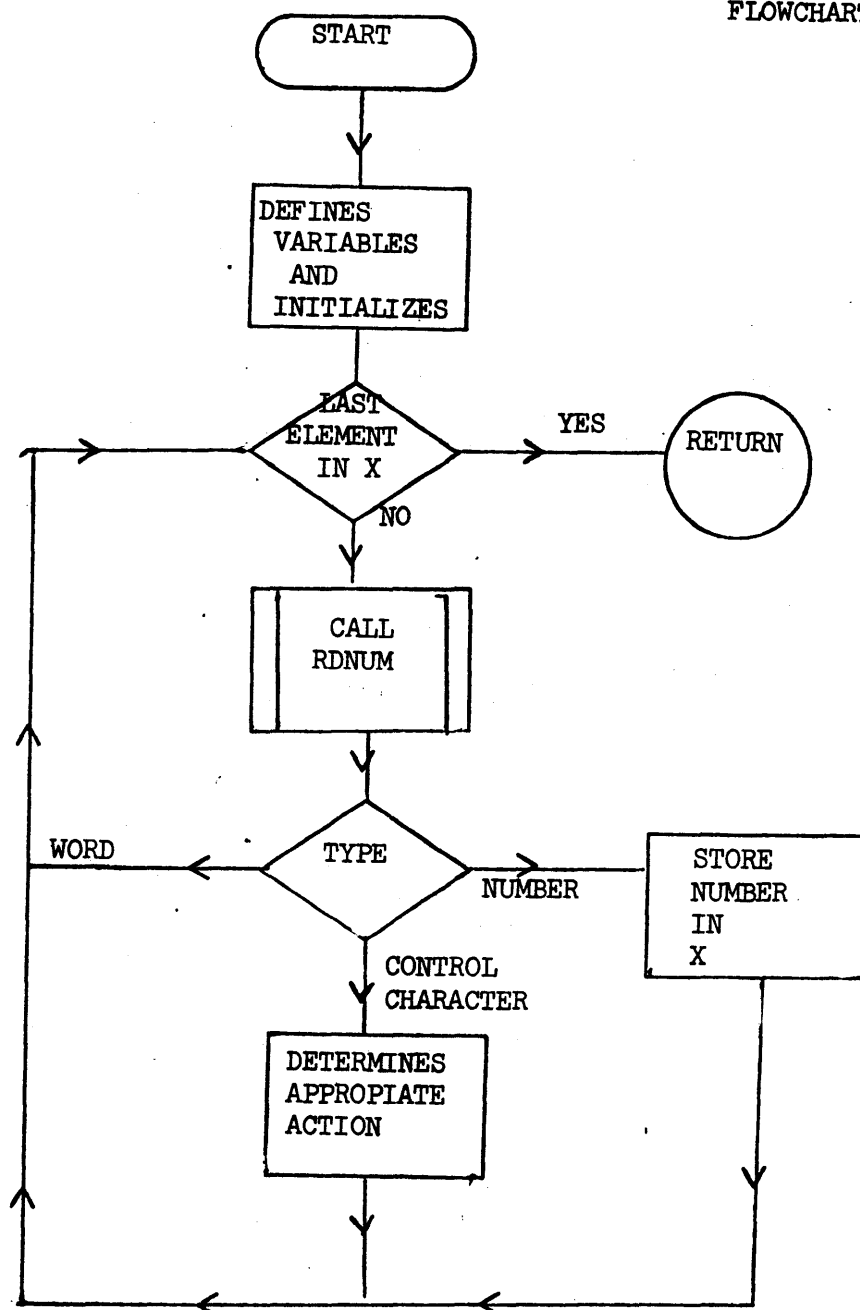 FLOWCHART
START
DEFINES
VARIABLES
AND
INITIALIZES
LAST
ELEMENT
IN X
YES
RETURN
NO
CALL
RDNUM
WORD
TYPE
NUMBER
STORE
NUMBER
IN
X
CONTROL
CHARACTER
DETERMINES
APPROPIATE
ACTION